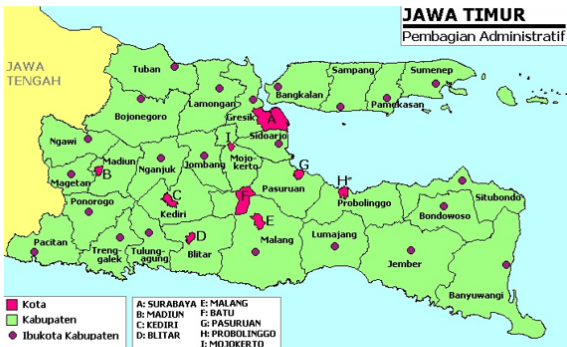 JAWA TIMUR
Pembagian Administratif
JAWA
TENGAH
Tuban
Lamongan
Bojonegoro
Gresik
A
Bangkalan
Sampang
Pamekasan
Sumenep
Ngawi
Madiun
B
Magetan
Nganjuk
Jombang
I
Mojo-
kerto
Sidoarjo
Ponorogo
C
Kediri
F
Pasuruan
G
H
Probolinggo
Situbondo
Bondowoso
Pacitan
Treng-
galek
Tulung-
agung
D
Blitar
E
Malang
Lumajang
Jember
Banyuwangi
Kota
Kabupaten
Ibukota Kabupaten
A: SURABAYA
B: MADIUN
C: KEDIRI
D: BLITAR
E: MALANG
F: BATU
G: PASURUAN
H: PROBOLINGGO
I: MOJOKERTO